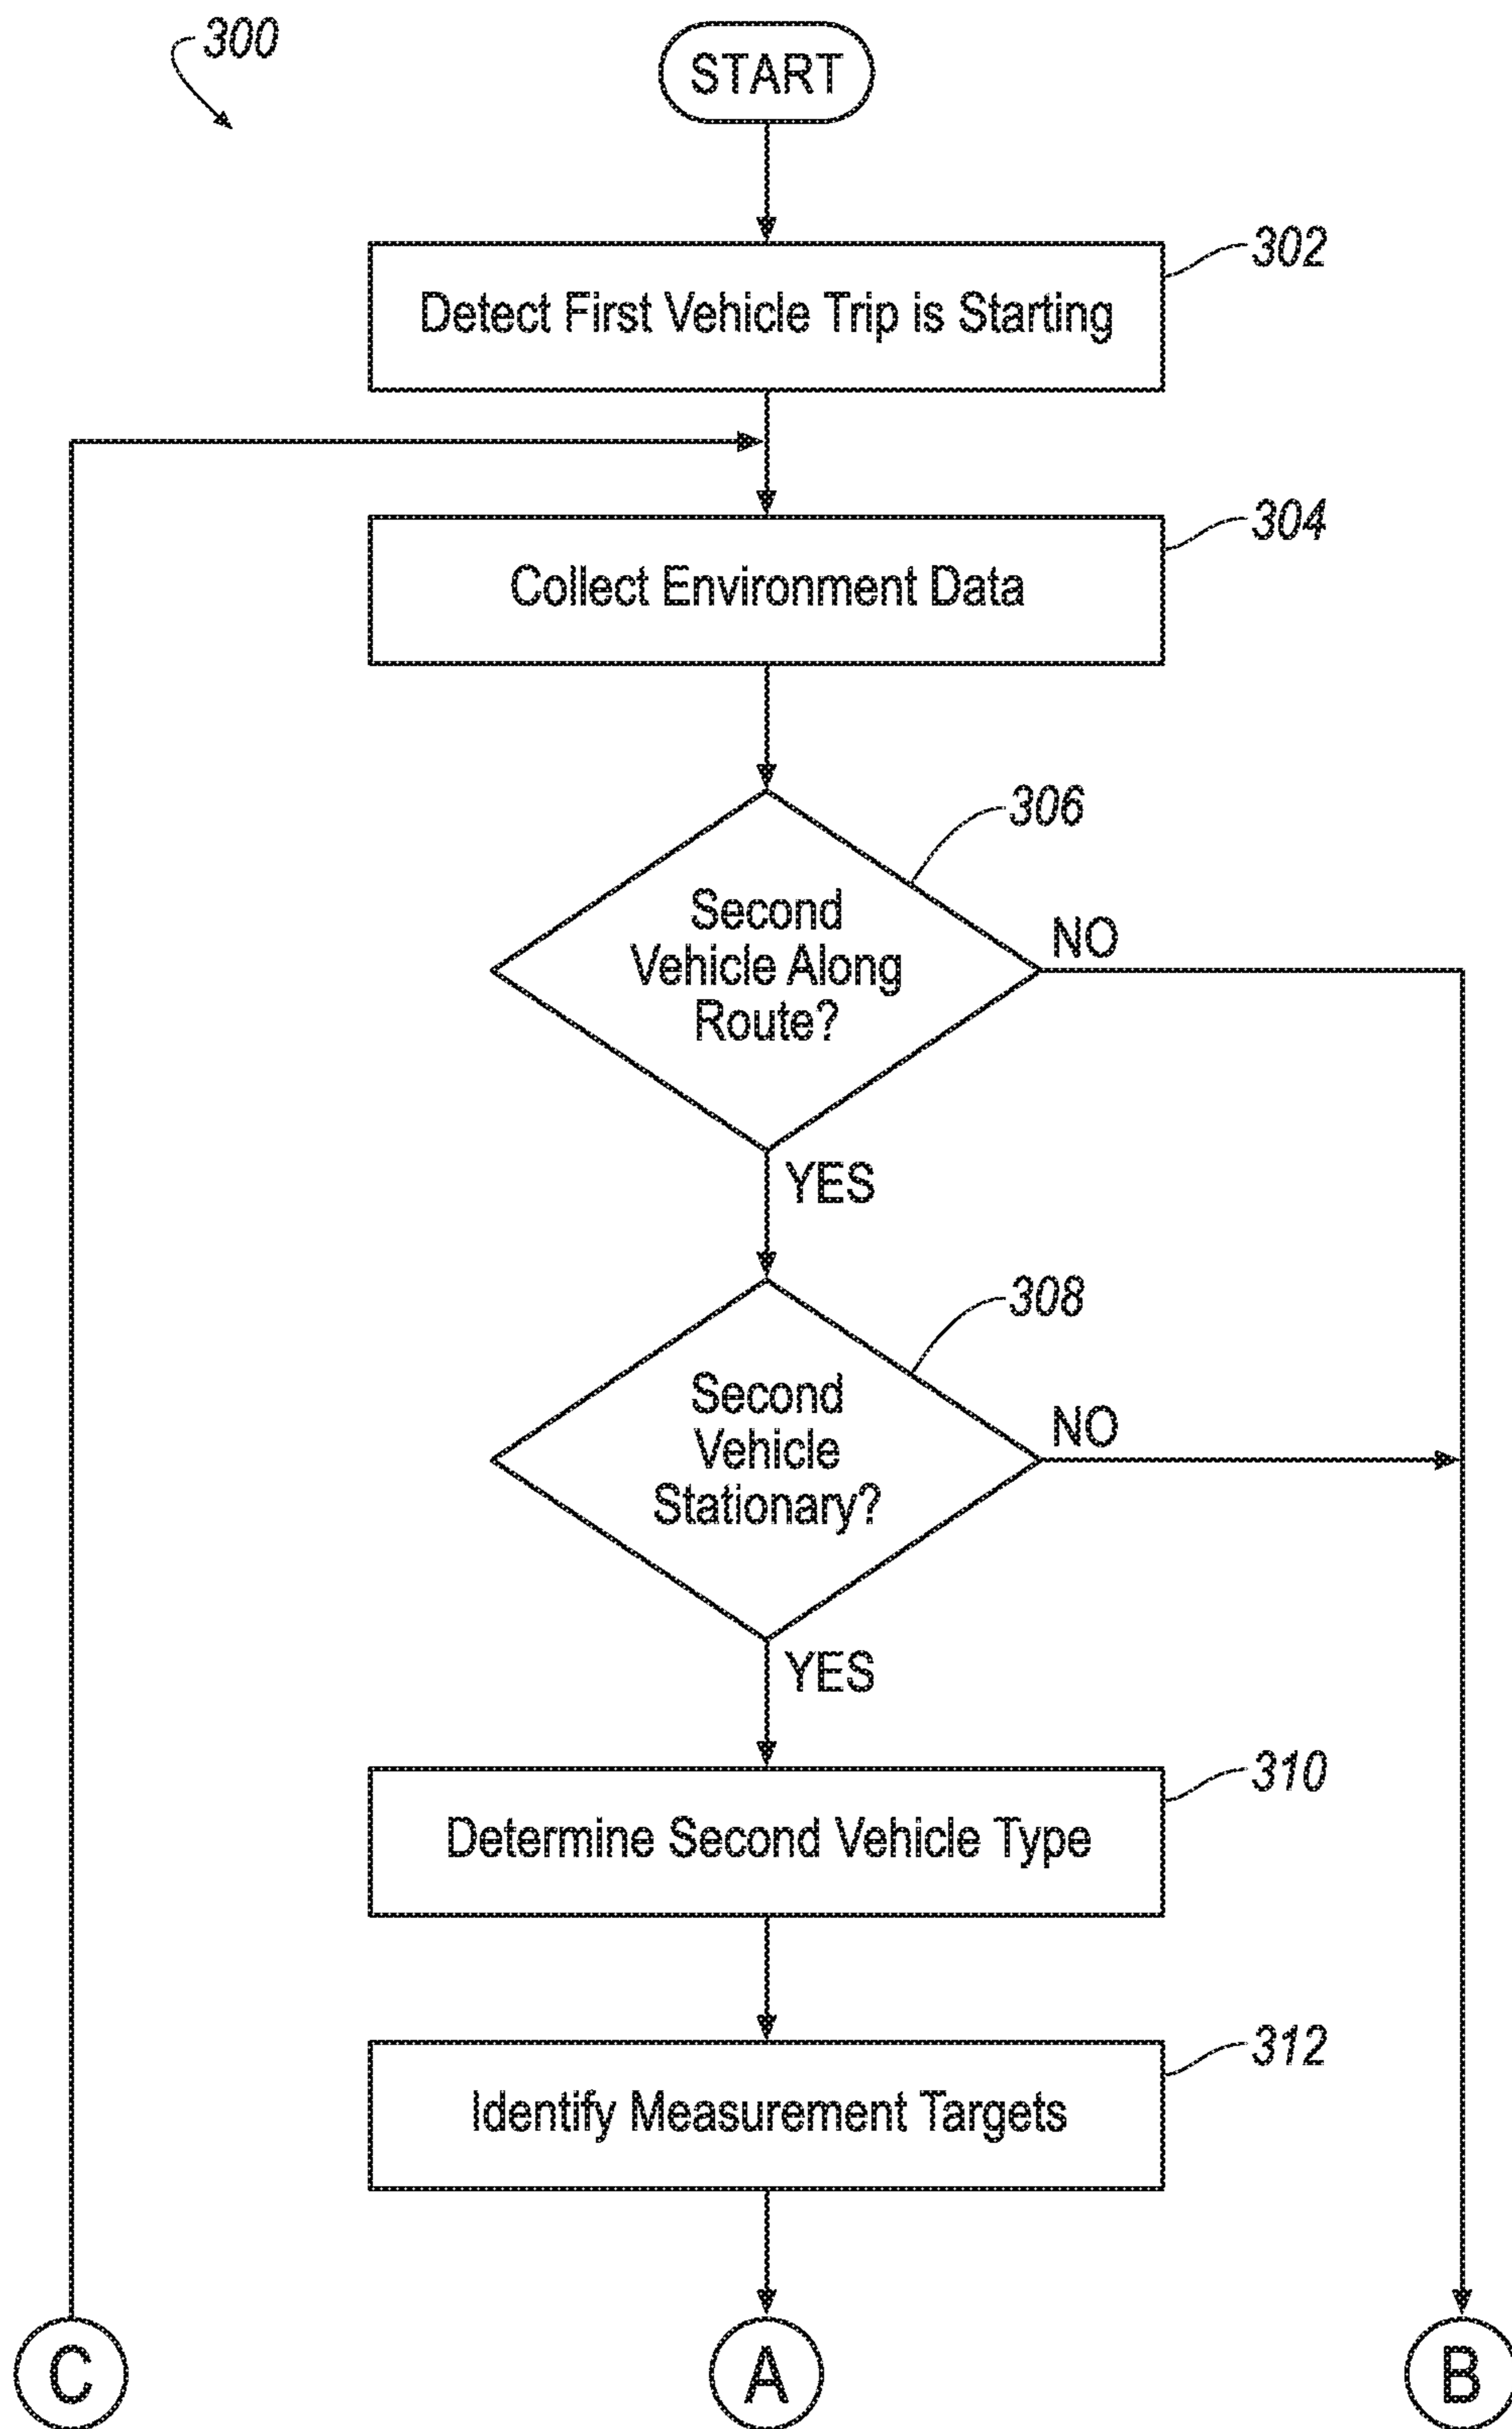 300
START
302
Detect First Vehicle Trip is Starting
304
Collect Environment Data
306
Second
Vehicle Along
Route?
NO
YES
308
Second
Vehicle
Stationary?
NO
YES
310
Determine Second Vehicle Type
312
Identify Measurement Targets
C
A
B